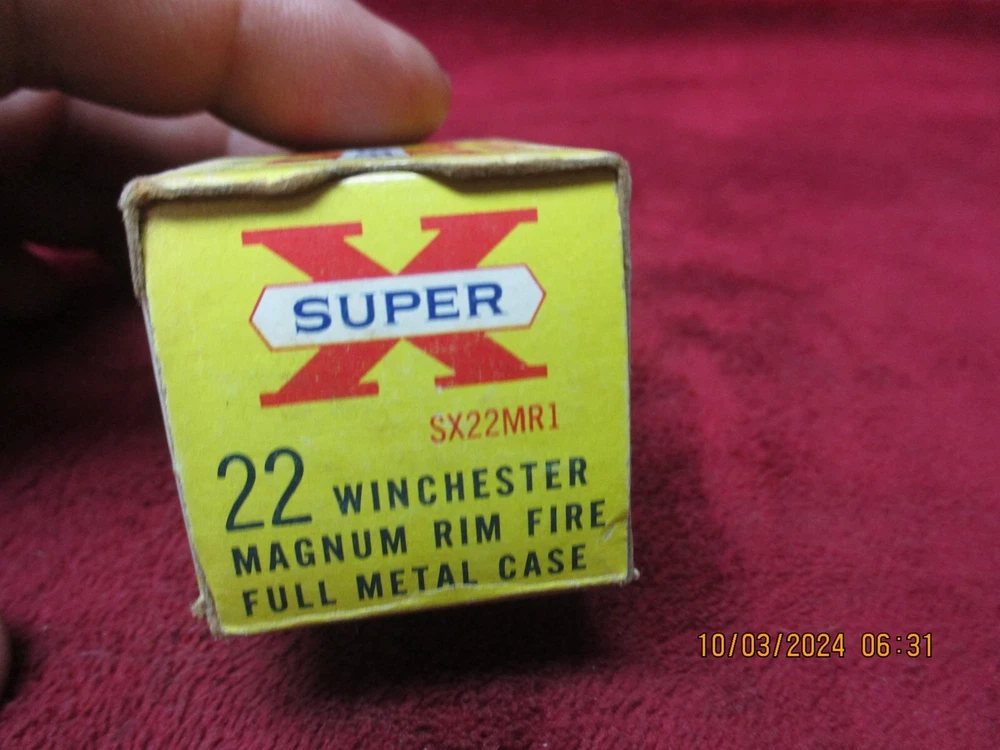 SUPER
X
SX22MR1
22 WINCHESTER
MAGNUM RIM FIRE
FULL METAL CASE
10/03/2024 06:31